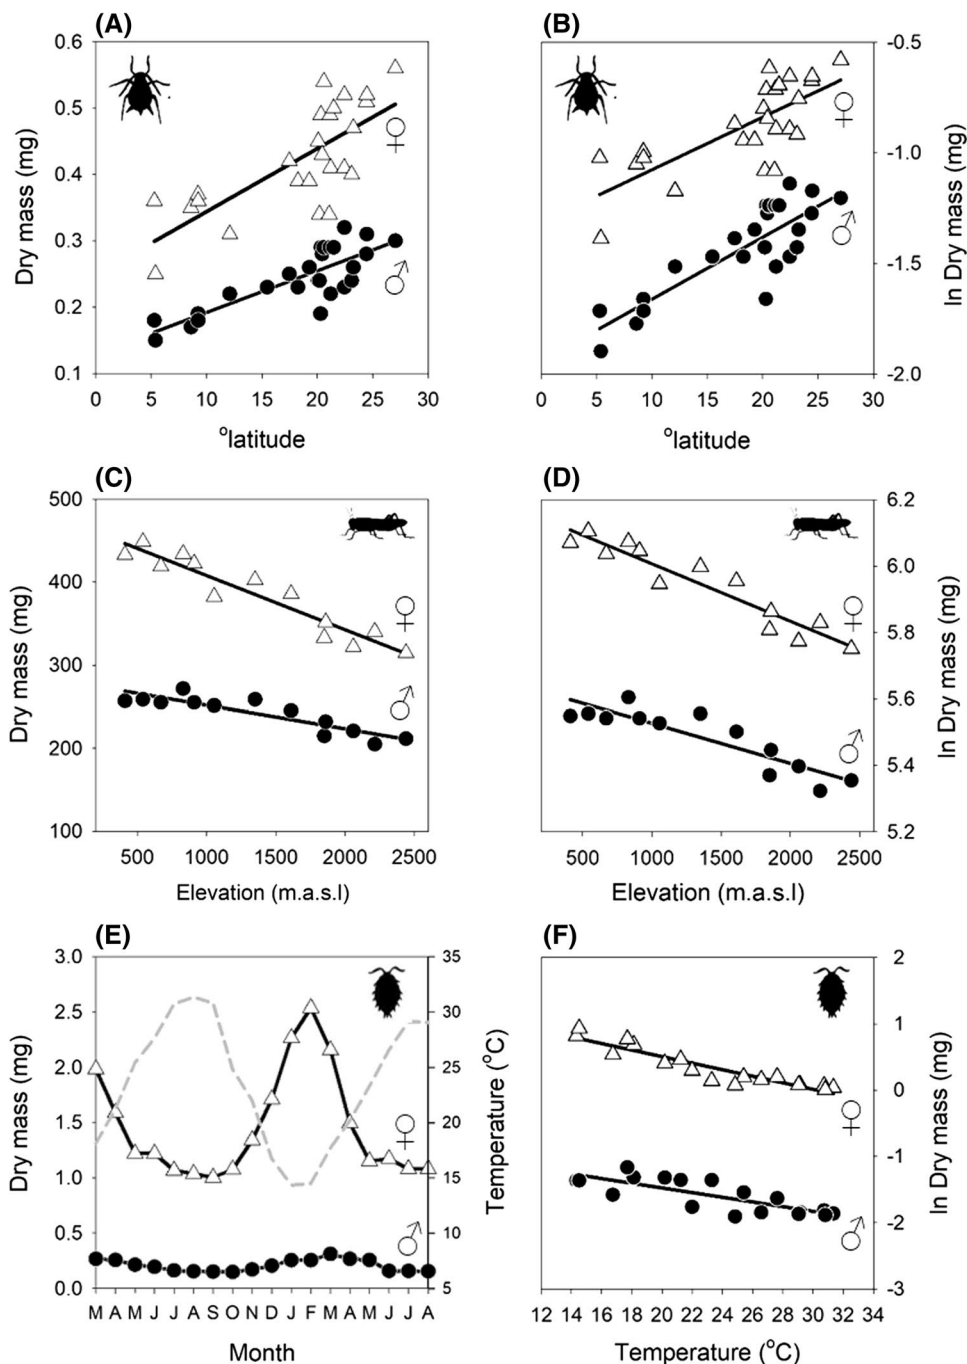 (A)
(B)
0.6
0.5
0.4
0.3
0.2
0.1
Dry mass (mg)
0 5 10 15 20 25 30
°latitude
-0.5
-1.0
-1.5
-2.0
ln Dry mass (mg)
0 5 10 15 20 25 30
°latitude
♀
♂
♀
♂
(C)
(D)
500
400
300
200
100
Dry mass (mg)
500 1000 1500 2000 2500
Elevation (m.a.s.l)
6.2
6.0
5.8
5.6
5.4
5.2
ln Dry mass (mg)
500 1000 1500 2000 2500
Elevation (m.a.s.l)
♀
♂
♀
♂
(E)
(F)
3.0
2.5
2.0
1.5
1.0
0.5
0.0
Dry mass (mg)
35
30
25
20
15
10
5
Temperature (°C)
M A M J J A S O N D J F M A M J J A
Month
2
1
0
-1
-2
-3
ln Dry mass (mg)
12 14 16 18 20 22 24 26 28 30 32 34
Temperature (°C)
♀
♂
♀
♂